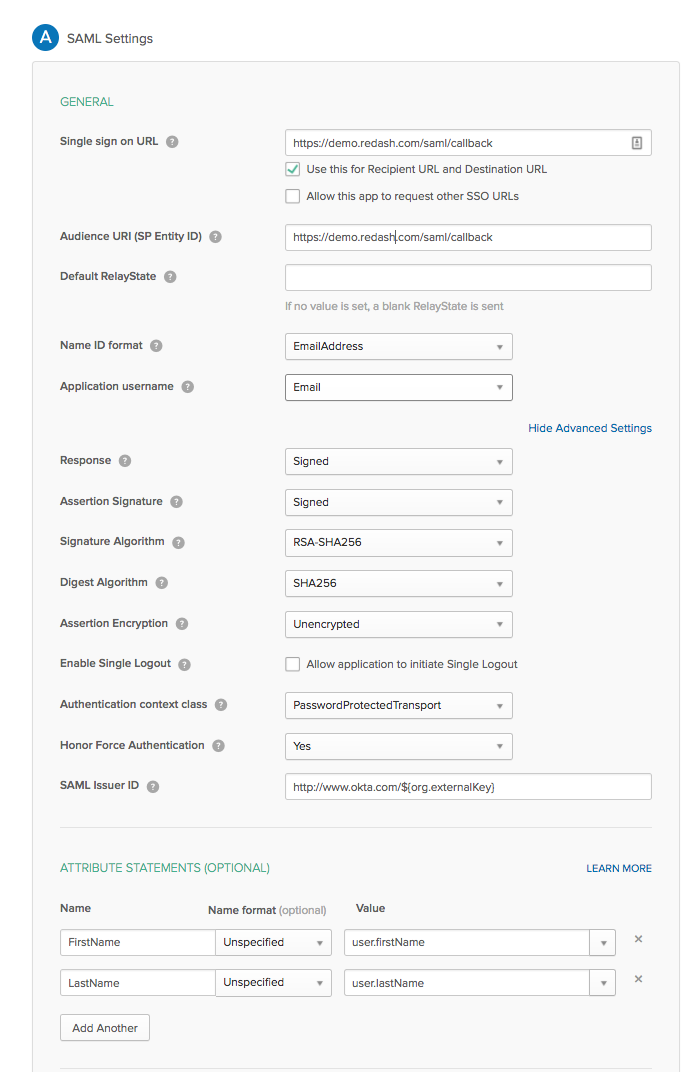 A SAML Settings
GENERAL
Single sign on URL ?
https://demo.redash.com/saml/callback
Use this for Recipient URL and Destination URL
Allow this app to request other SSO URLs
Audience URI (SP Entity ID) ?
https://demo.redash.com/saml/callback
Default RelayState ?
If no value is set, a blank RelayState is sent
Name ID format ? EmailAddress
Application username ? Email
Hide Advanced Settings
Response ? Signed
Assertion Signature ? Signed
Signature Algorithm ? RSA-SHA256
Digest Algorithm ? SHA256
Assertion Encryption ? Unencrypted
Enable Single Logout ? Allow application to initiate Single Logout
Authentication context class ? PasswordProtectedTransport
Honor Force Authentication ? Yes
SAML Issuer ID ? http://www.okta.com/${org.externalKey}
ATTRIBUTE STATEMENTS (OPTIONAL) LEARN MORE
Name Name format (optional) Value
FirstName Unspecified user.firstName
LastName Unspecified user.lastName
Add Another